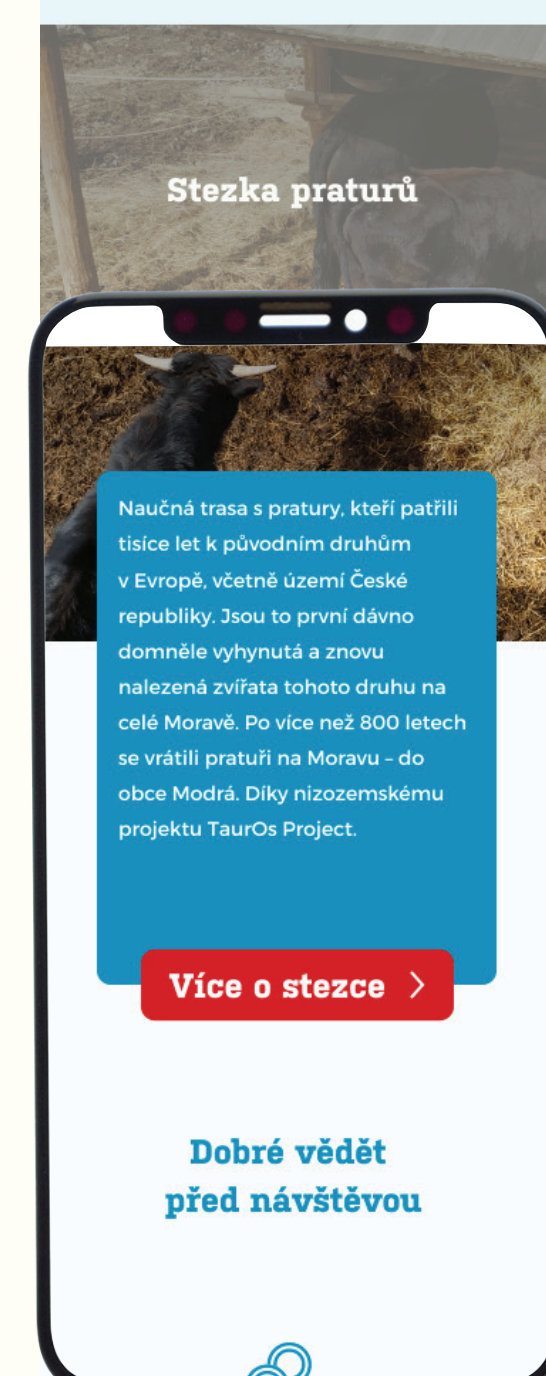 Stezka praturů
Naučná trasa s pratury, kteří patřili
tisíce let k původním druhům
v Evropě, včetně území České
republiky. Jsou to první dávno
domněle vyhynutá a znovu
nalezená zvířata tohoto druhu na
celé Moravě. Po více než 800 letech
se vrátili pratuři na Moravu – do
obce Modrá. Díky nizozemskému
projektu TaurOs Project.
Více o stezce
Dobré vědět
před návštěvou